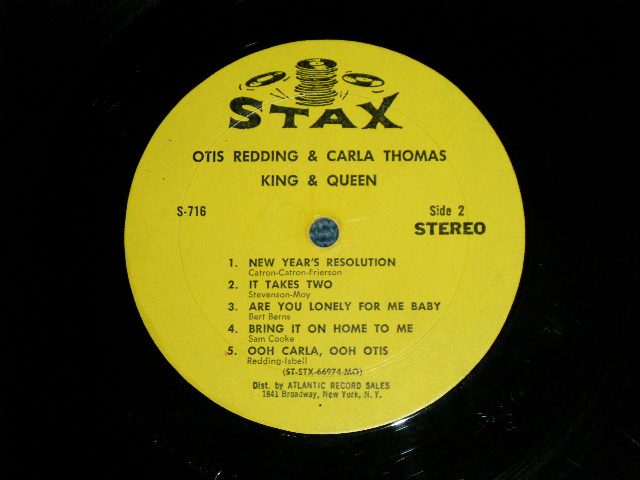 STAX
OTIS REDDING & CARLA THOMAS
KING & QUEEN
S-716
Side 2
STEREO
1. NEW YEAR'S RESOLUTION
Catron-Catron-Frierson
2. IT TAKES TWO
Stevenson-Moy
3. ARE YOU LONELY FOR ME BABY
Bert Berns
4. BRING IT ON HOME TO ME
Sam Cooke
5. OOH CARLA, OOH OTIS
Redding-Isbell
(ST-STX-66974-MG)
Dist. by ATLANTIC RECORD SALES
1841 Broadway, New York, N. Y.